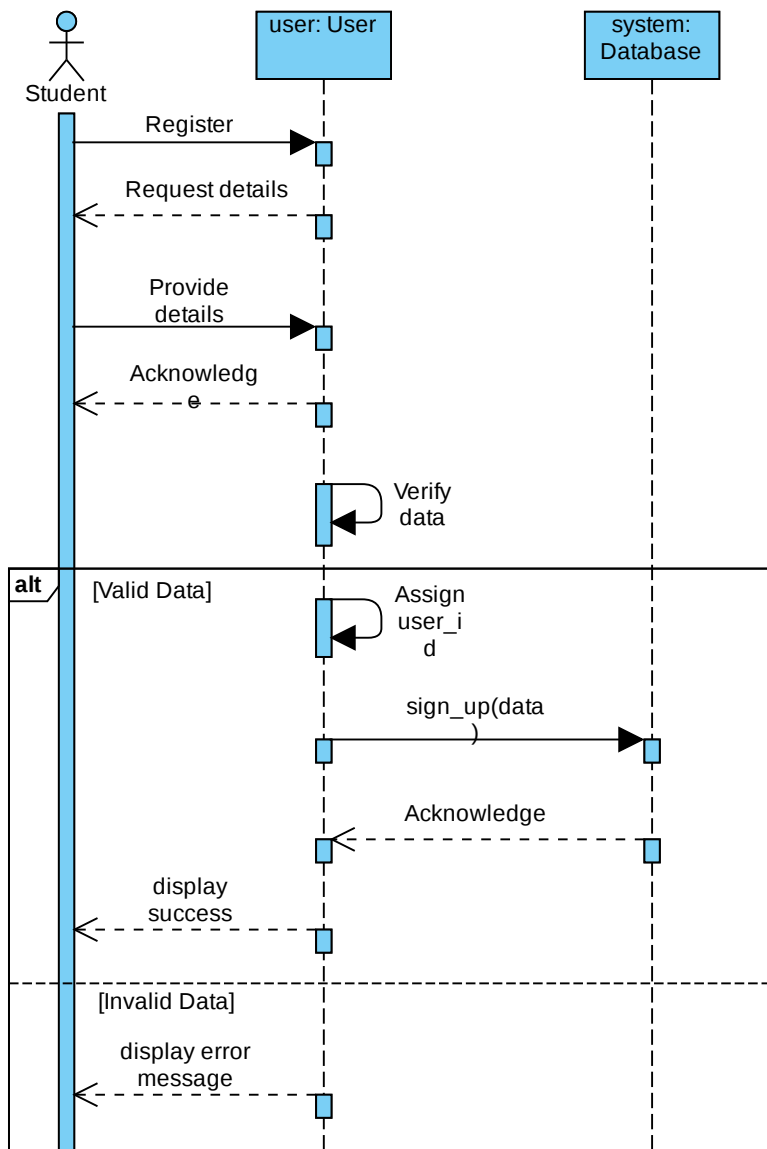 user: User
system:
Database
Student
Register
Request details
Provide
details
Acknowledg
e
Verify
data
alt
[Valid Data]
Assign
user_i
d
sign_up(data
)
Acknowledge
display
success
[Invalid Data]
display error
message